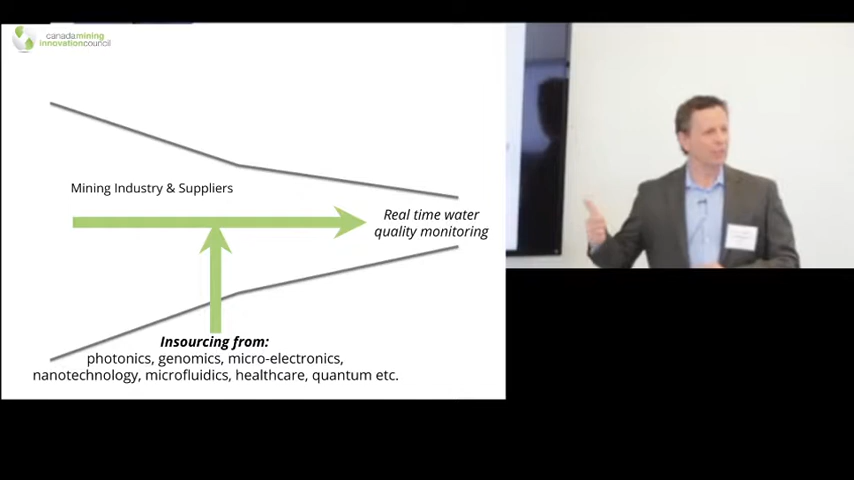 canadamining
innovationcouncil
Mining Industry & Suppliers
Real time water
quality monitoring
Insourcing from:
photonics, genomics, micro-electronics,
nanotechnology, microfluidics, healthcare, quantum etc.